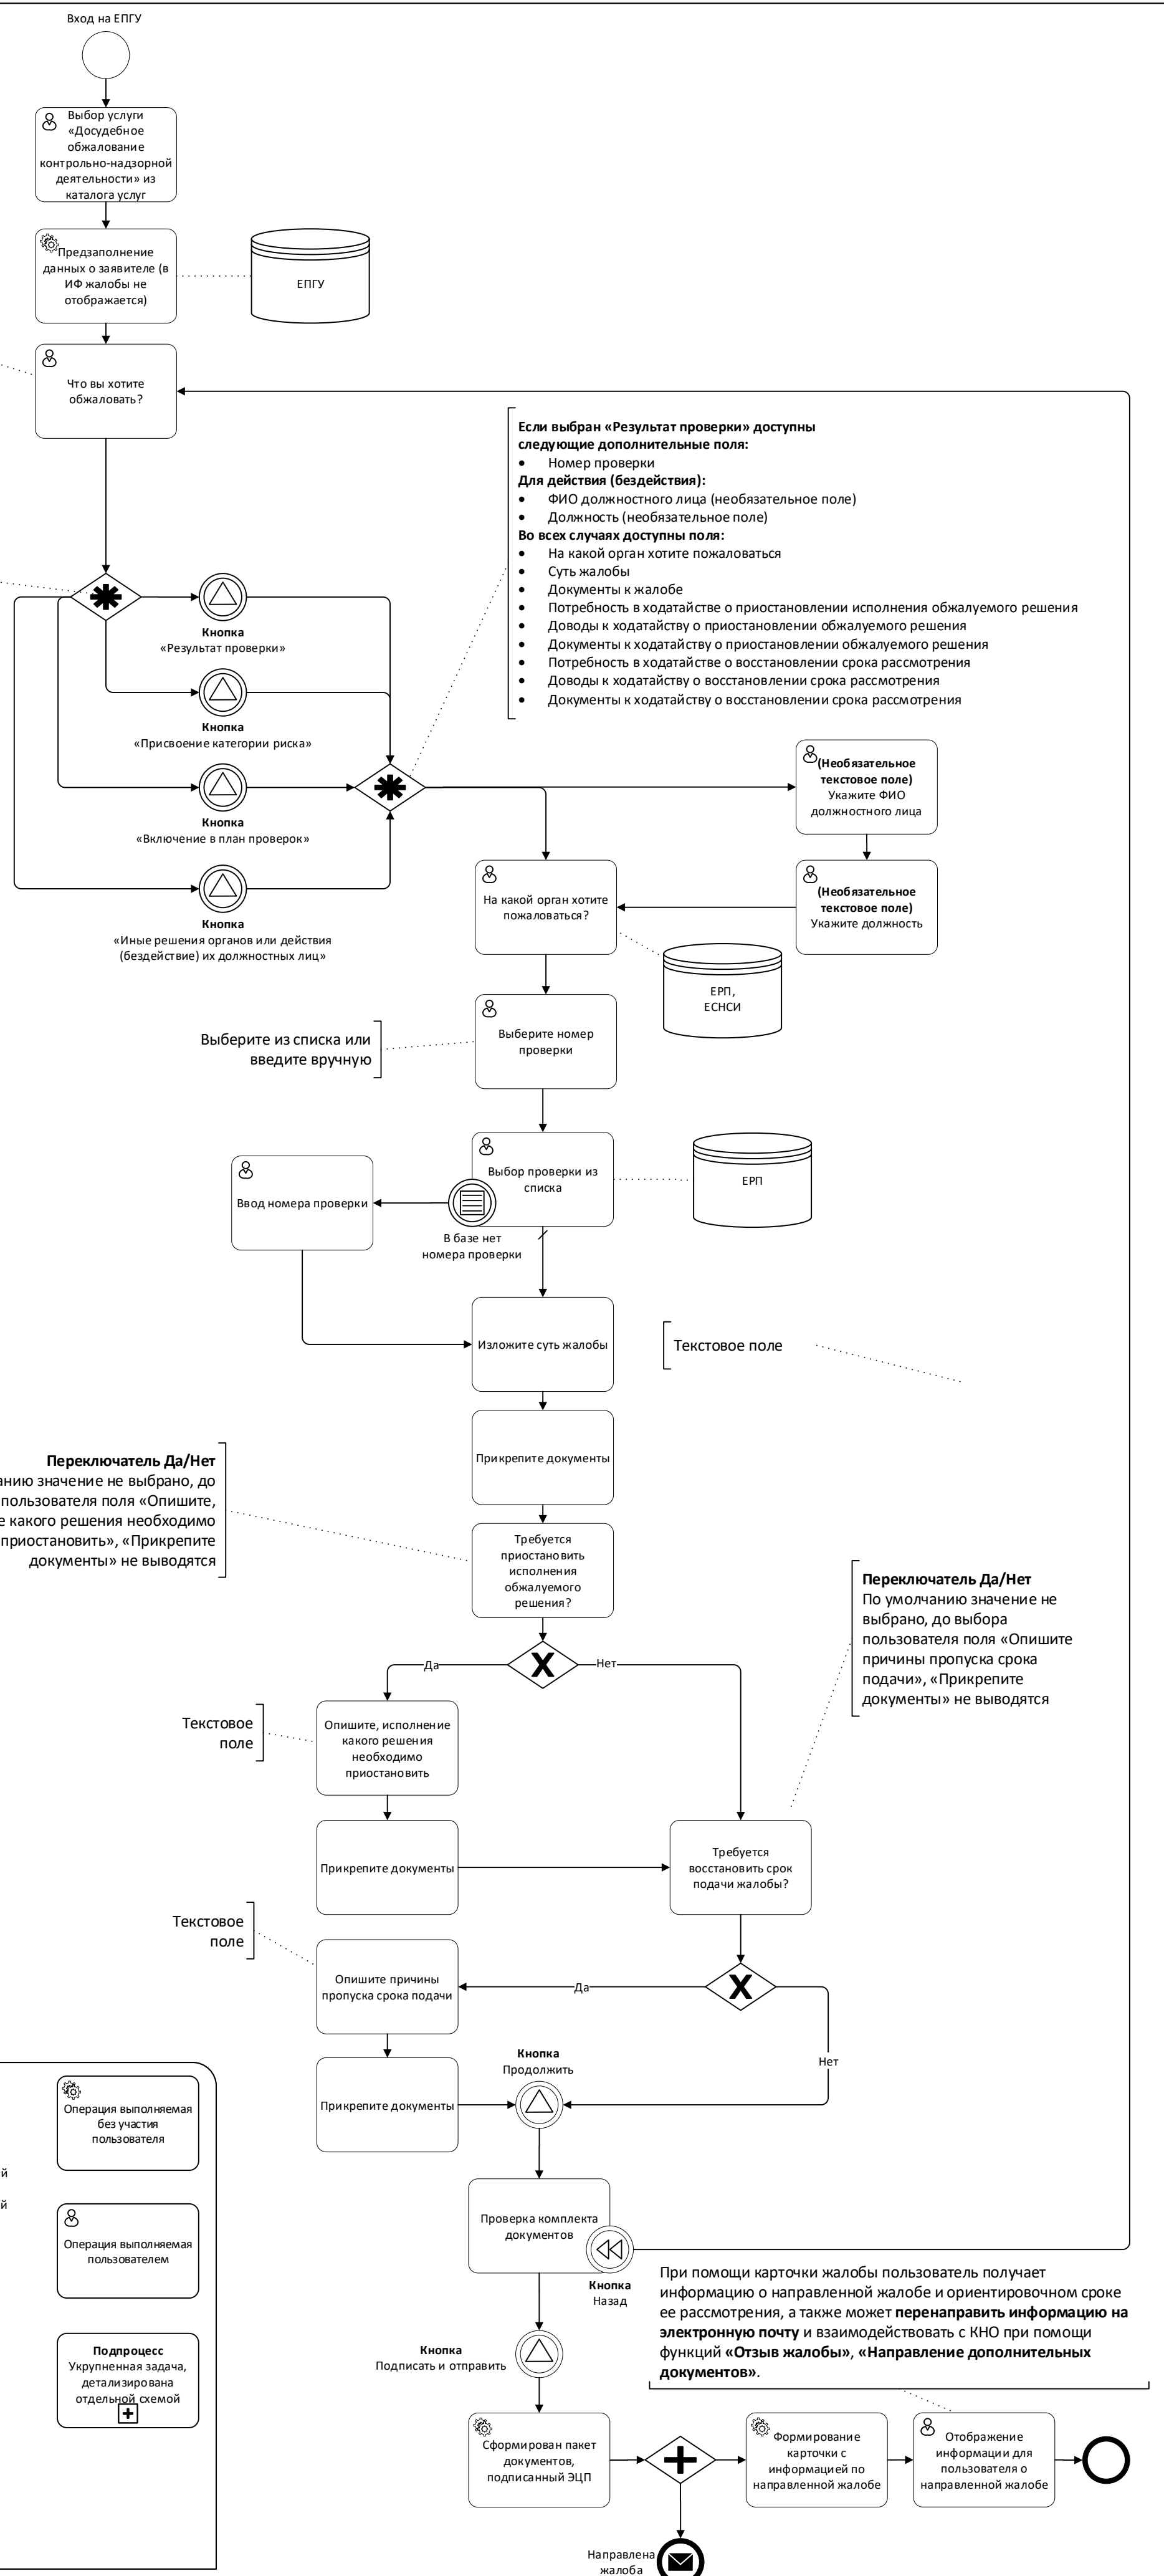 Вход на ЕПГУ
Выбор услуги
«Досудебное
обжалование
контрольно-надзорной
деятельности» из
каталога услуг
Предзаполнение
данных о заявителе (в
ИФ жалобы не
отображается)
ЕПГУ
Что вы хотите
обжаловать?
Если выбран «Результат проверки» доступны
следующие дополнительные поля:
• Номер проверки
Для действия (бездействия):
• ФИО должностного лица (необязательное поле)
• Должность (необязательное поле)
Во всех случаях доступны поля:
• На какой орган хотите пожаловаться
• Суть жалобы
• Документы к жалобе
• Потребность в ходатайстве о приостановлении исполнения обжалуемого решения
• Доводы к ходатайству о приостановлении обжалуемого решения
• Документы к ходатайству о приостановлении обжалуемого решения
• Потребность в ходатайстве о восстановлении срока рассмотрения
• Доводы к ходатайству о восстановлении срока рассмотрения
• Документы к ходатайству о восстановлении срока рассмотрения
Кнопка
«Результат проверки»
Кнопка
«Присвоение категории риска»
Кнопка
«Включение в план проверок»
Кнопка
«Иные решения органов или действия
(бездействие) их должностных лиц»
(Необязательное
текстовое поле)
Укажите ФИО
должностного лица
(Необязательное
текстовое поле)
Укажите должность
На какой орган хотите
пожаловаться?
ЕРП,
ЕСНСИ
Выберите из списка или
введите вручную
Выберите номер
проверки
Выбор проверки из
списка
ЕРП
Ввод номера проверки
В базе нет
номера проверки
Изложите суть жалобы
Текстовое поле
Прикрепите документы
Переключатель Да/Нет
анию значение не выбрано, до
пользователя поля «Опишите,
е какого решения необходимо
приостановить», «Прикрепите
документы» не выводятся
Требуется
приостановить
исполнения
обжалуемого
решения?
Переключатель Да/Нет
По умолчанию значение не
выбрано, до выбора
пользователя поля «Опишите
причины пропуска срока
подачи», «Прикрепите
документы» не выводятся
Да
Нет
Текстовое
поле
Опишите, исполнение
какого решения
необходимо
приостановить
Прикрепите документы
Требуется
восстановить срок
подачи жалобы?
Текстовое
поле
Опишите причины
пропуска срока подачи
Да
Нет
Прикрепите документы
Кнопка
Продолжить
Операция выполняемая
без участия
пользователя
й
й
Операция выполняемая
пользователем
Подпроцесс
Укрупненная задача,
детализирована
отдельной схемой
Проверка комплекта
документов
Кнопка
Назад
При помощи карточки жалобы пользователь получает
информацию о направленной жалобе и ориентировочном сроке
ее рассмотрения, а также может перенаправить информацию на
электронную почту и взаимодействовать с КНО при помощи
функций «Отзыв жалобы», «Направление дополнительных
документов».
Кнопка
Подписать и отправить
Сформирован пакет
документов,
подписанный ЭЦП
Формирование
карточки с
информацией по
направленной жалобе
Отображение
информации для
пользователя о
направленной жалобе
Направлена
жалоба